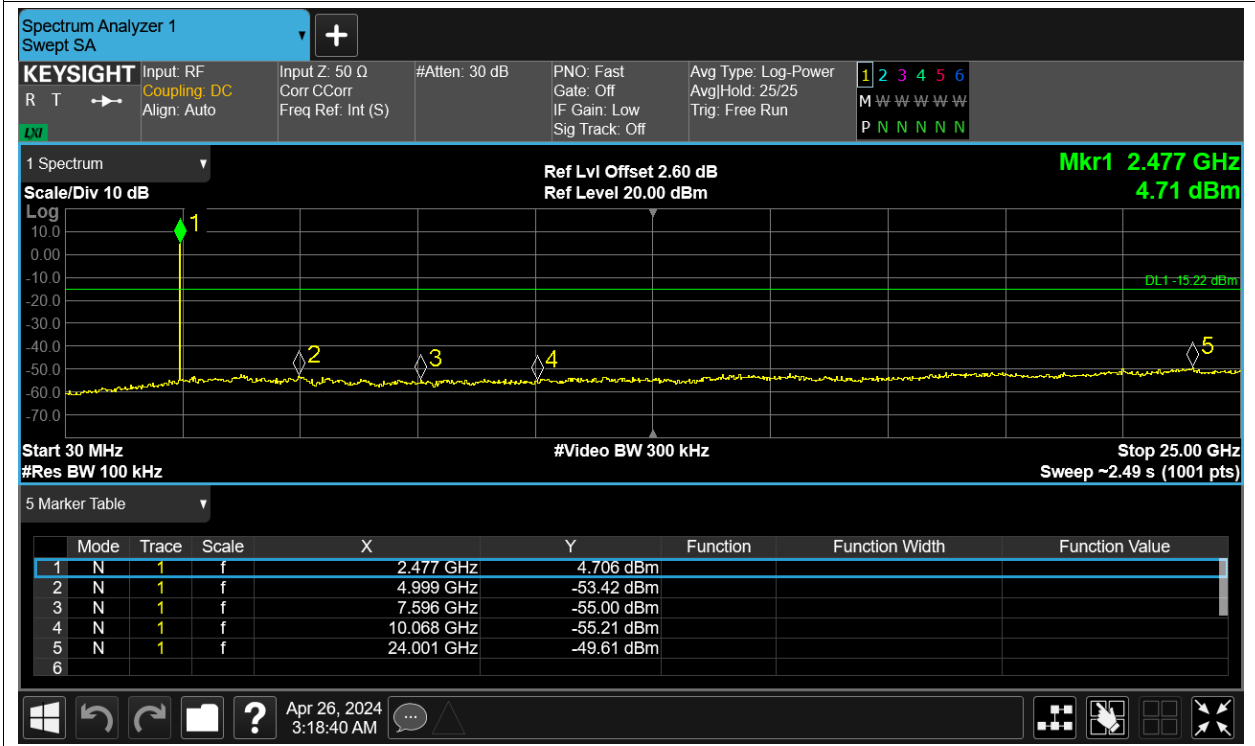 Spectrum Analyzer 1
Swept SA
+
KEYSIGHT Input: RF Input Z: 50 Ω #Atten: 30 dB PNO: Fast Avg Type: Log-Power 1 2 3 4 5 6
R T Coupling: DC Corr CCorr Gate: Off Avg|Hold: 25/25 M W W W W W
Align: Auto Freq Ref: Int (S) IF Gain: Low Trig: Free Run
LXI Sig Track: Off P N N N N N
1 Spectrum
Ref Lvl Offset 2.60 dB Mkr1 2.477 GHz
Scale/Div 10 dB Ref Level 20.00 dBm 4.71 dBm
Log
1
10.0
0.00
-10.0
DL1 -15.22 dBm
-20.0
-30.0
-40.0
2 3 4 5
-50.0
-60.0
-70.0
Start 30 MHz #Video BW 300 kHz Stop 25.00 GHz
#Res BW 100 kHz Sweep ~2.49 s (1001 pts)
5 Marker Table
Mode Trace Scale X Y Function Function Width Function Value
1 N 1 f 2.477 GHz 4.706 dBm
2 N 1 f 4.999 GHz -53.42 dBm
3 N 1 f 7.596 GHz -55.00 dBm
4 N 1 f 10.068 GHz -55.21 dBm
5 N 1 f 24.001 GHz -49.61 dBm
6
? Apr 26, 2024
3:18:40 AM